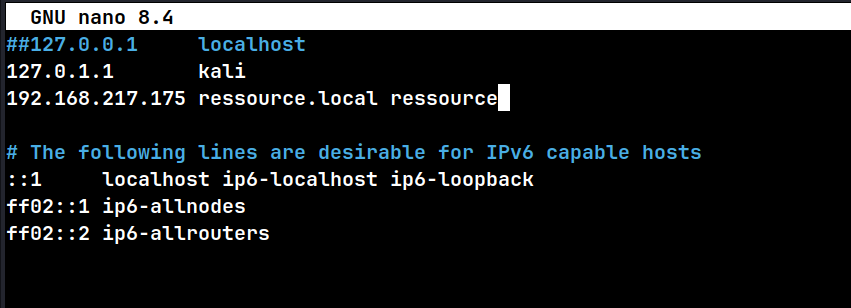 GNU nano 8.4
##127.0.0.1     localhost
127.0.1.1       kali
192.168.217.175 ressource.local ressource
# The following lines are desirable for IPv6 capable hosts
::1     localhost ip6-localhost ip6-loopback
ff02::1 ip6-allnodes
ff02::2 ip6-allrouters